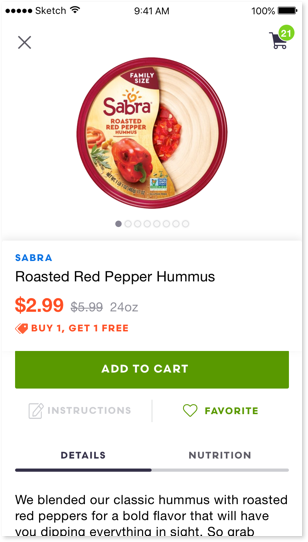 Sketch 9:41 AM 100%
21
FAMILY
SIZE
Sabra
ROASTED
RED PEPPER
HUMMUS
SABRA
Roasted Red Pepper Hummus
$2.99 $5.99 24oz
BUY 1, GET 1 FREE
ADD TO CART
INSTRUCTIONS FAVORITE
DETAILS NUTRITION
We blended our classic hummus with roasted
red peppers for a bold flavor that will have
you dipping everything in sight. So grab